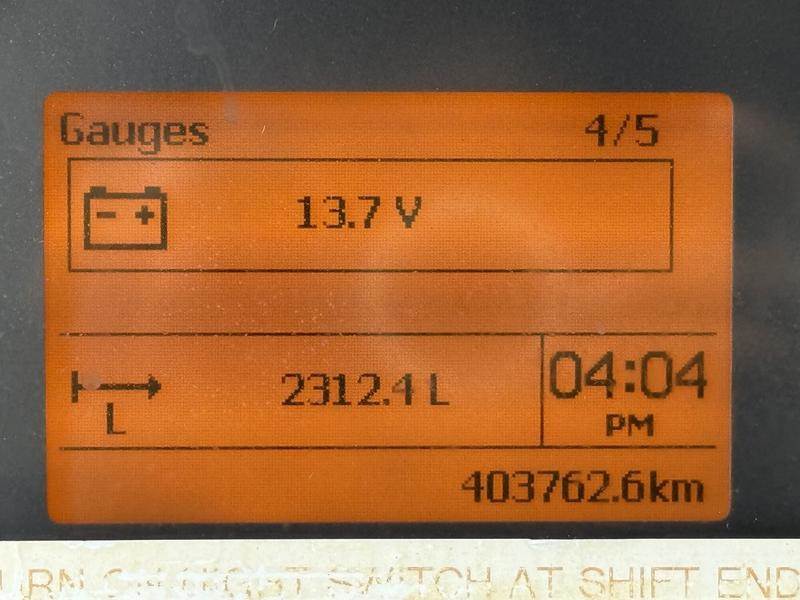 Gauges 4/5
- +
13.7 V
L 2312.4 L
04:04
PM
403762.6km
SWITCH AT SHIFT END